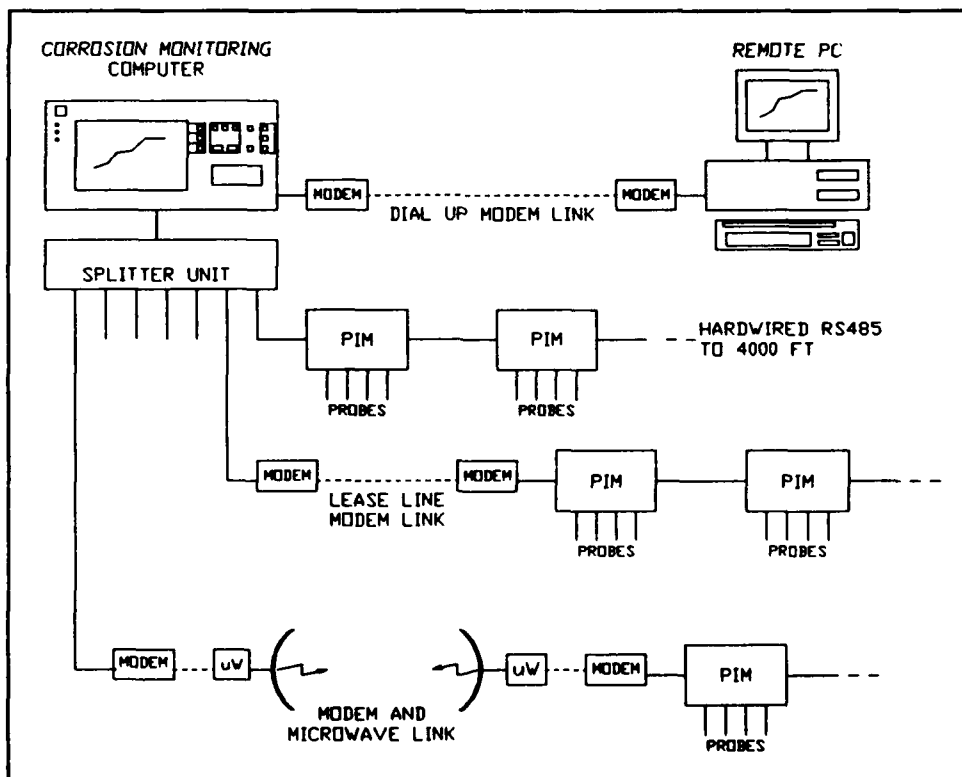 CORROSION MONITORING
COMPUTER
REMOTE PC
MODEM
MODEM
DIAL UP MODEM LINK
SPLITTER UNIT
PIM
PIM
HARDWIRED RS485
TO 4000 FT
PROBES
PROBES
MODEM
MODEM
PIM
PIM
LEASE LINE
MODEM LINK
PROBES
PROBES
MODEM
uW
uW
MODEM
PIM
MODEM AND
MICROWAVE LINK
PROBES